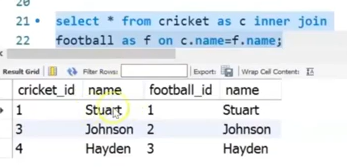 20
21 select * from cricket as c inner join
22 football as f on c.name=f.name;
Result Grid Filter Rows: Export: Wrap Cell Content:
cricket_id name football_id name
1 Stuart 1 Stuart
3 Johnson 2 Johnson
4 Hayden 3 Hayden